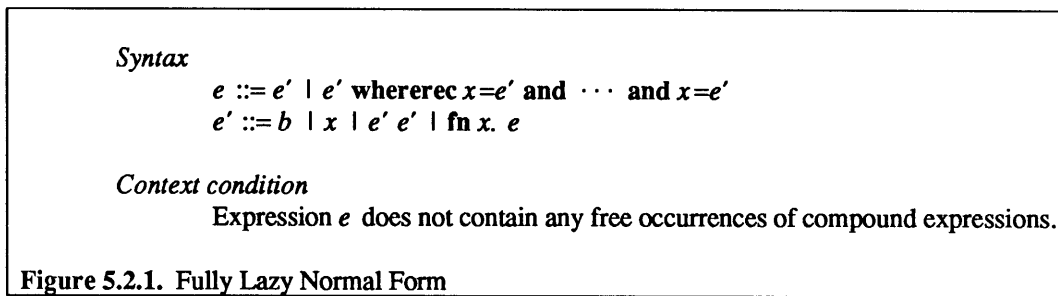 Syntax
e ::= e′ | e′ whererec x=e′ and ··· and x=e′
e′ ::= b | x | e′ e′ | fn x. e
Context condition
Expression e does not contain any free occurrences of compound expressions.
Figure 5.2.1. Fully Lazy Normal Form